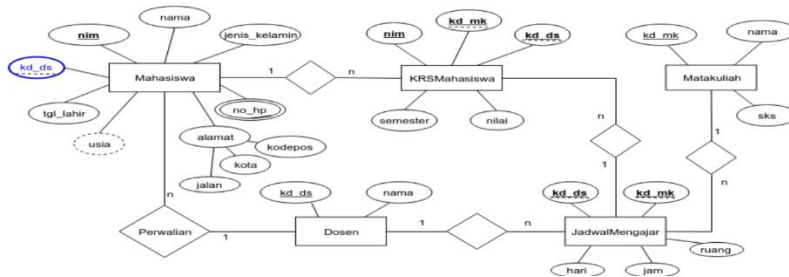 nama
nim
jenis_kelamin
kd_ds
Mahasiswa
tgl_lahir
no_hp
usia
alamat
kodepos
kota
jalan
1
n
nim
kd_mk
kd_ds
KRSMahasiswa
semester
nilai
kd_mk
nama
Matakuliah
sks
n
1
1
n
n
Perwalian
1
kd_ds
nama
Dosen
1
n
kd_ds
kd_mk
JadwalMengajar
ruang
hari
jam